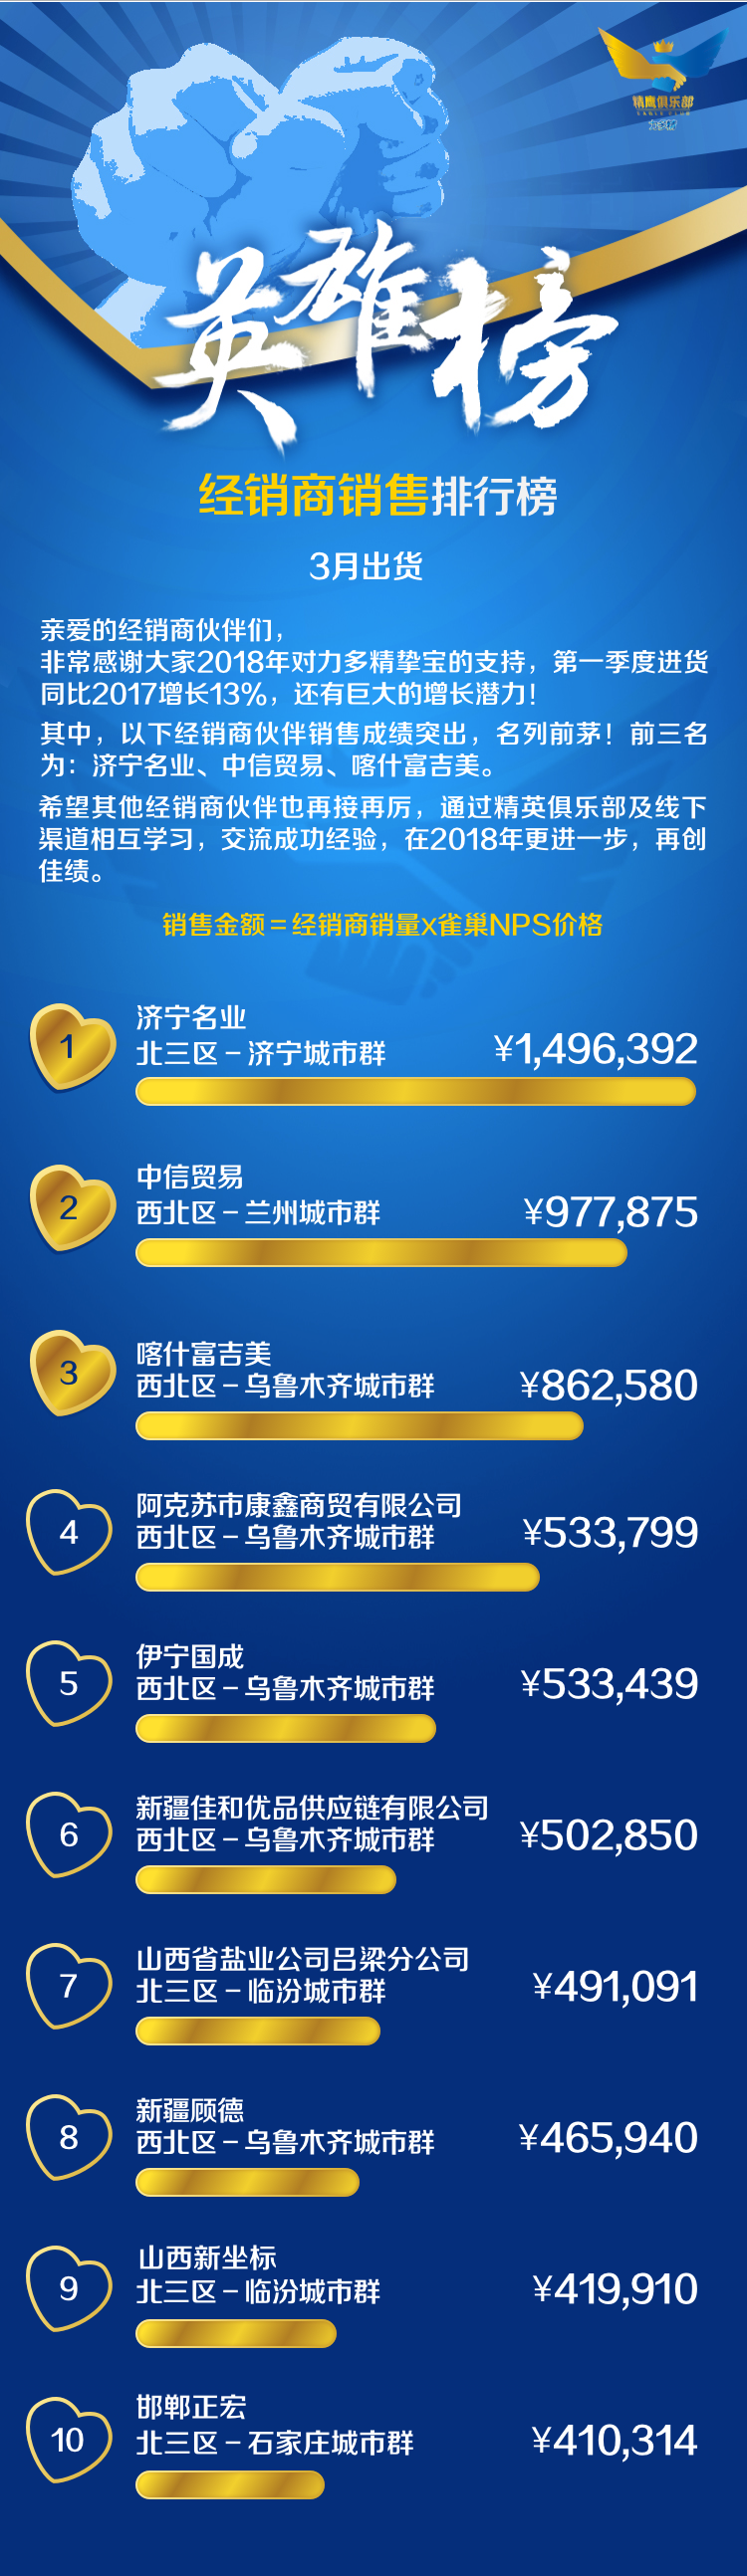 精鹰俱乐部
EAGLE CLUB
力多精
英雄榜
经销商销售排行榜
3月出货
亲爱的经销商伙伴们，
非常感谢大家2018年对力多精挚宝的支持，第一季度进货
同比2017增长13%，还有巨大的增长潜力！
其中，以下经销商伙伴销售成绩突出，名列前茅！前三名
为：济宁名业、中信贸易、喀什富吉美。
希望其他经销商伙伴也再接再厉，通过精英俱乐部及线下
渠道相互学习，交流成功经验，在2018年更进一步，再创
佳绩。
销售金额＝经销商销量x雀巢NPS价格
1
济宁名业
北三区－济宁城市群
¥1,496,392
2
中信贸易
西北区－兰州城市群
¥977,875
3
喀什富吉美
西北区－乌鲁木齐城市群
¥862,580
4
阿克苏市康鑫商贸有限公司
西北区－乌鲁木齐城市群
¥533,799
5
伊宁国成
西北区－乌鲁木齐城市群
¥533,439
6
新疆佳和优品供应链有限公司
西北区－乌鲁木齐城市群
¥502,850
7
山西省盐业公司吕梁分公司
北三区－临汾城市群
¥491,091
8
新疆顾德
西北区－乌鲁木齐城市群
¥465,940
9
山西新坐标
北三区－临汾城市群
¥419,910
10
邯郸正宏
北三区－石家庄城市群
¥410,314